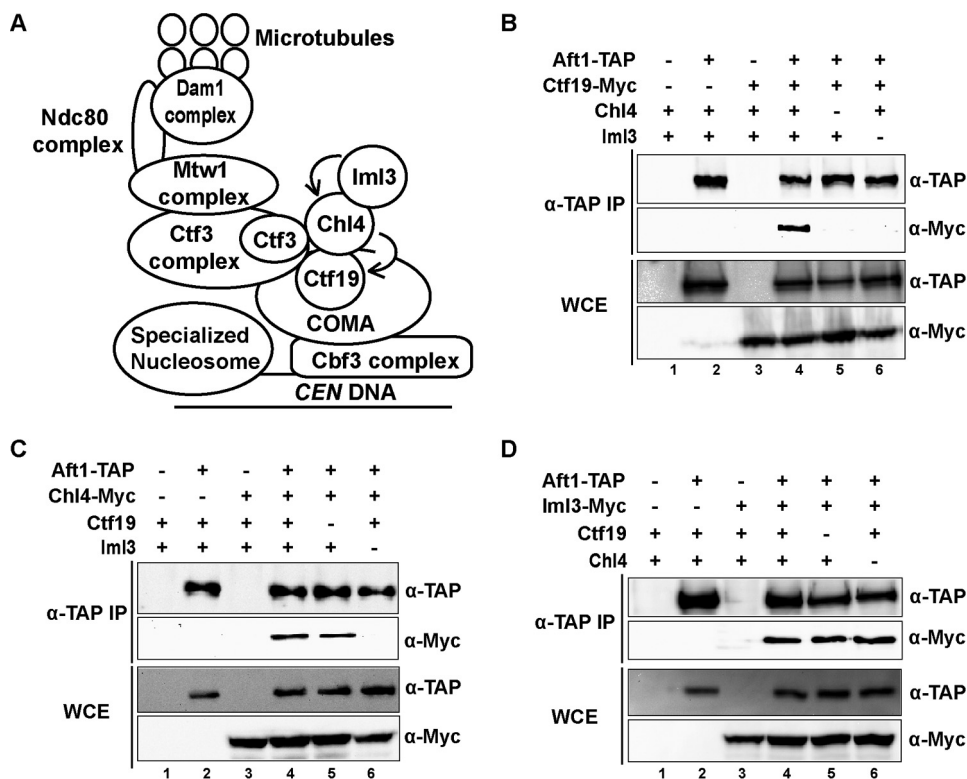 A
Microtubules
Dam1
complex
Ndc80
complex
Mtw1
complex
Iml3
Chl4
Ctf3
complex
Ctf3
Ctf19
COMA
Specialized
Nucleosome
Cbf3 complex
CEN DNA
B
Aft1-TAP - + - + + +
Ctf19-Myc - - + + + +
Chl4 + + + + - +
Iml3 + + + + + -
α-TAP IP
α-TAP
α-Myc
WCE
α-TAP
α-Myc
1 2 3 4 5 6
C
Aft1-TAP - + - + + +
Chl4-Myc - - + + + +
Ctf19 + + + + - +
Iml3 + + + + + -
α-TAP IP
α-TAP
α-Myc
WCE
α-TAP
α-Myc
1 2 3 4 5 6
D
Aft1-TAP - + - + + +
Iml3-Myc - - + + + +
Ctf19 + + + + - +
Chl4 + + + + + -
α-TAP IP
α-TAP
α-Myc
WCE
α-TAP
α-Myc
1 2 3 4 5 6